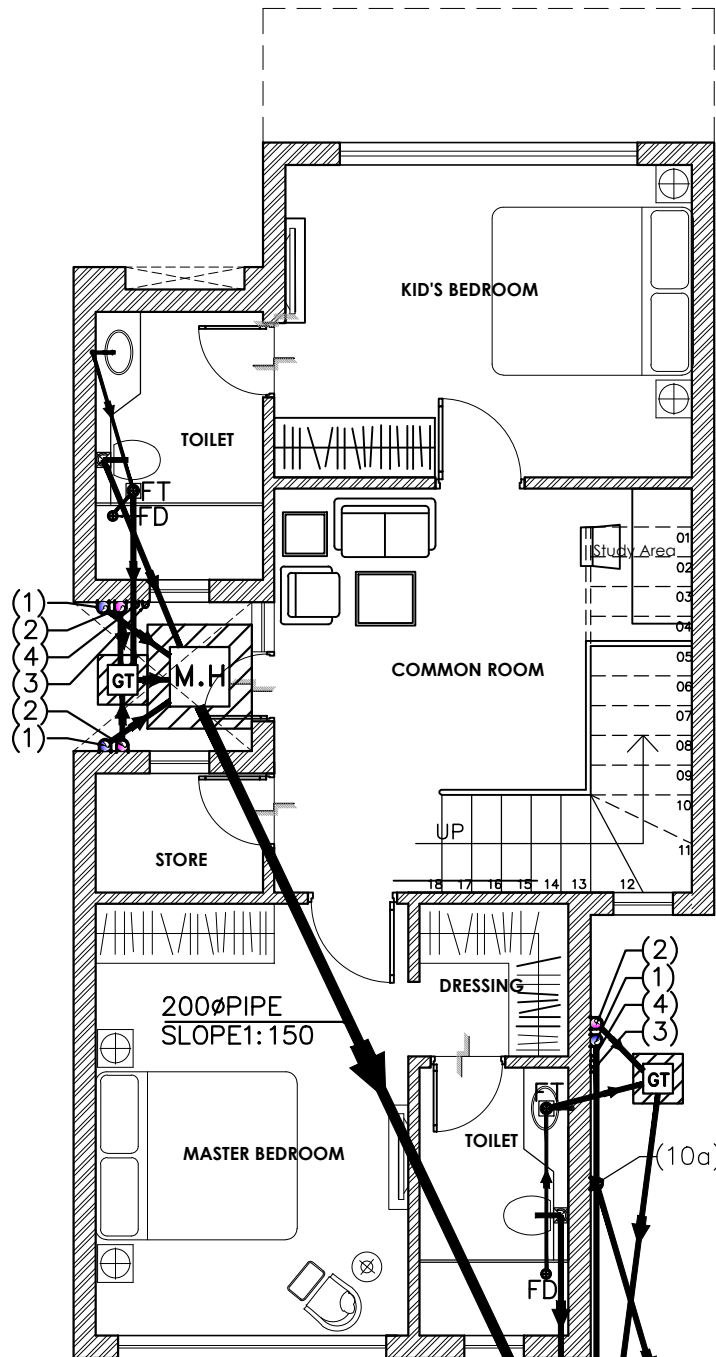 KID'S BEDROOM
TOILET
FT
FD
Study Area
01
02
03
04
05
06
07
08
09
10
11
12
13
14
15
16
17
18
UP
(1)
(2)
(4)
(3)
(2)
(1)
GT
M.H
COMMON ROOM
STORE
DRESSING
(2)
(1)
(4)
(3)
200øPIPE
SLOPE1:150
GT
FT
TOILET
MASTER BEDROOM
(10a)
FD